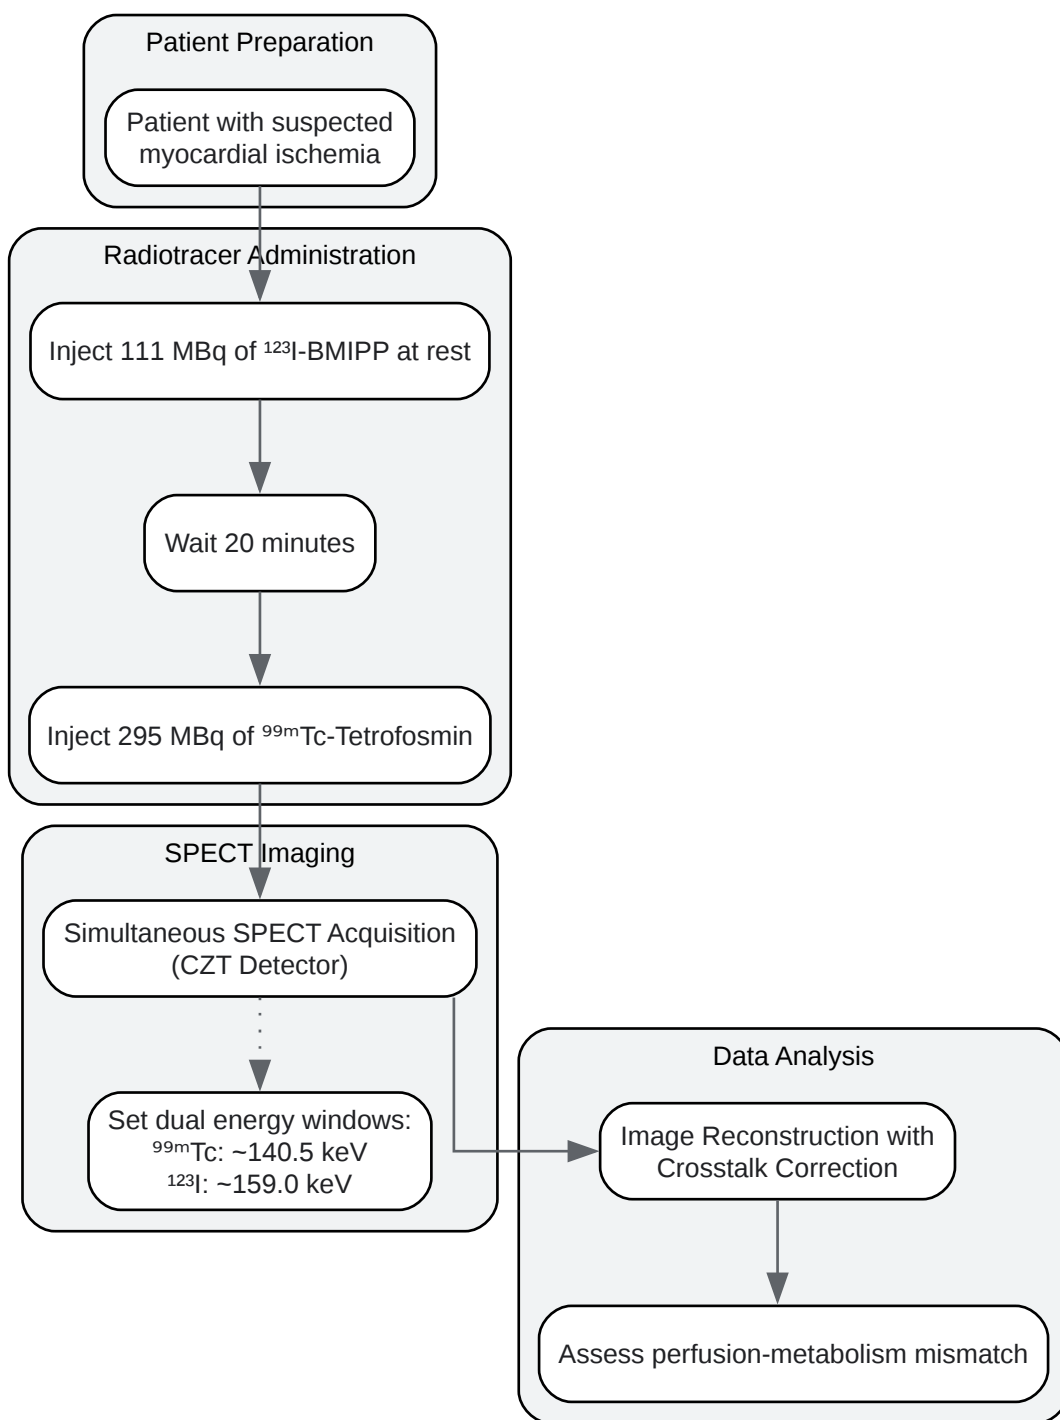 Patient Preparation
Patient with suspected
myocardial ischemia
Radiotracer Administration
Inject 111 MBq of ¹²³I-BMIPP at rest
Wait 20 minutes
Inject 295 MBq of ⁹⁹ᵐTc-Tetrofosmin
SPECT Imaging
Simultaneous SPECT Acquisition
(CZT Detector)
Set dual energy windows:
⁹⁹ᵐTc: ~140.5 keV
¹²³I: ~159.0 keV
Data Analysis
Image Reconstruction with
Crosstalk Correction
Assess perfusion-metabolism mismatch